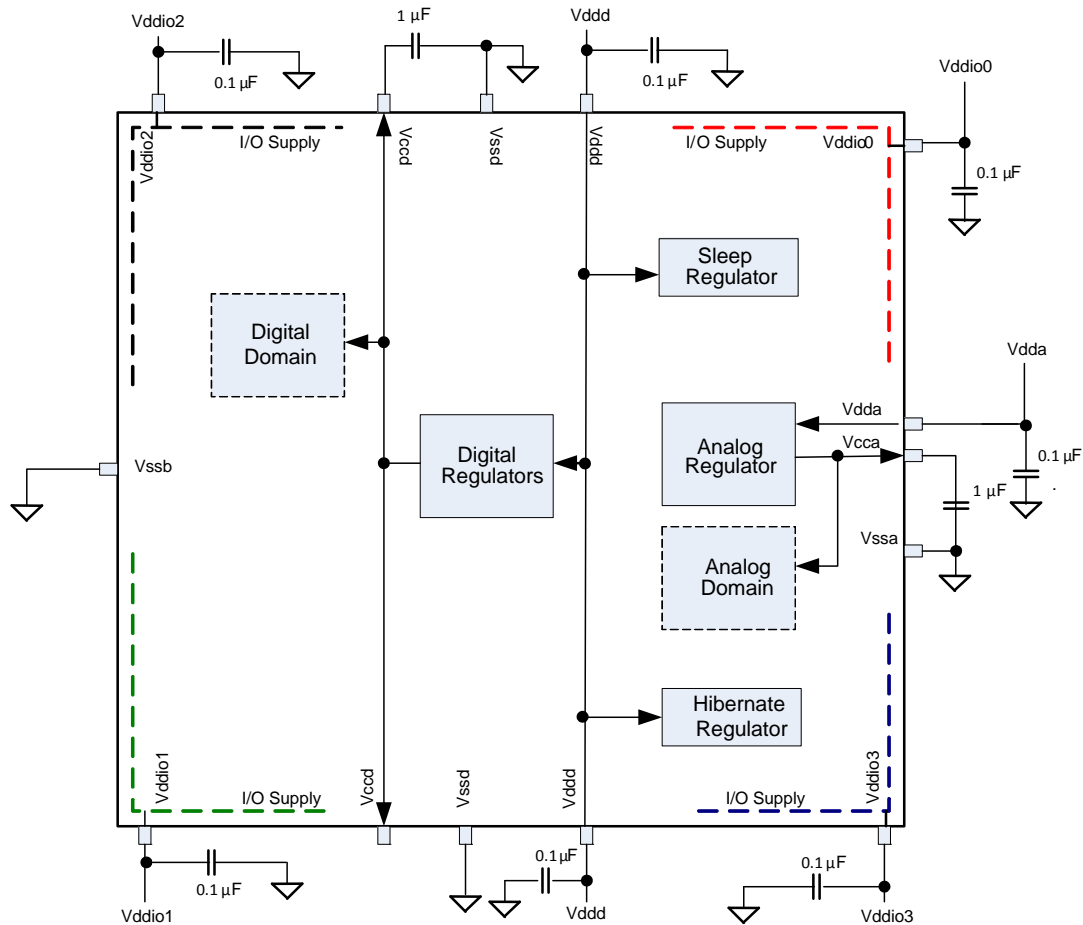 Vddio2
1 µF
Vddd
0.1 µF
0.1 µF
Vddio0
0.1 µF
Vddio2
I/O Supply
Vccd
Vssd
Vddd
I/O Supply
Vddio0
Sleep
Regulator
Digital
Domain
Vdda
Vdda
Vcca
Analog
Regulator
Digital
Regulators
0.1 µF
.
1 µF
Vssb
Vssa
Analog
Domain
Hibernate
Regulator
Vddio1
I/O Supply
Vccd
Vssd
Vddd
I/O Supply
Vddio3
0.1 µF
0.1µF
0.1 µF
Vddio1
Vddd
Vddio3